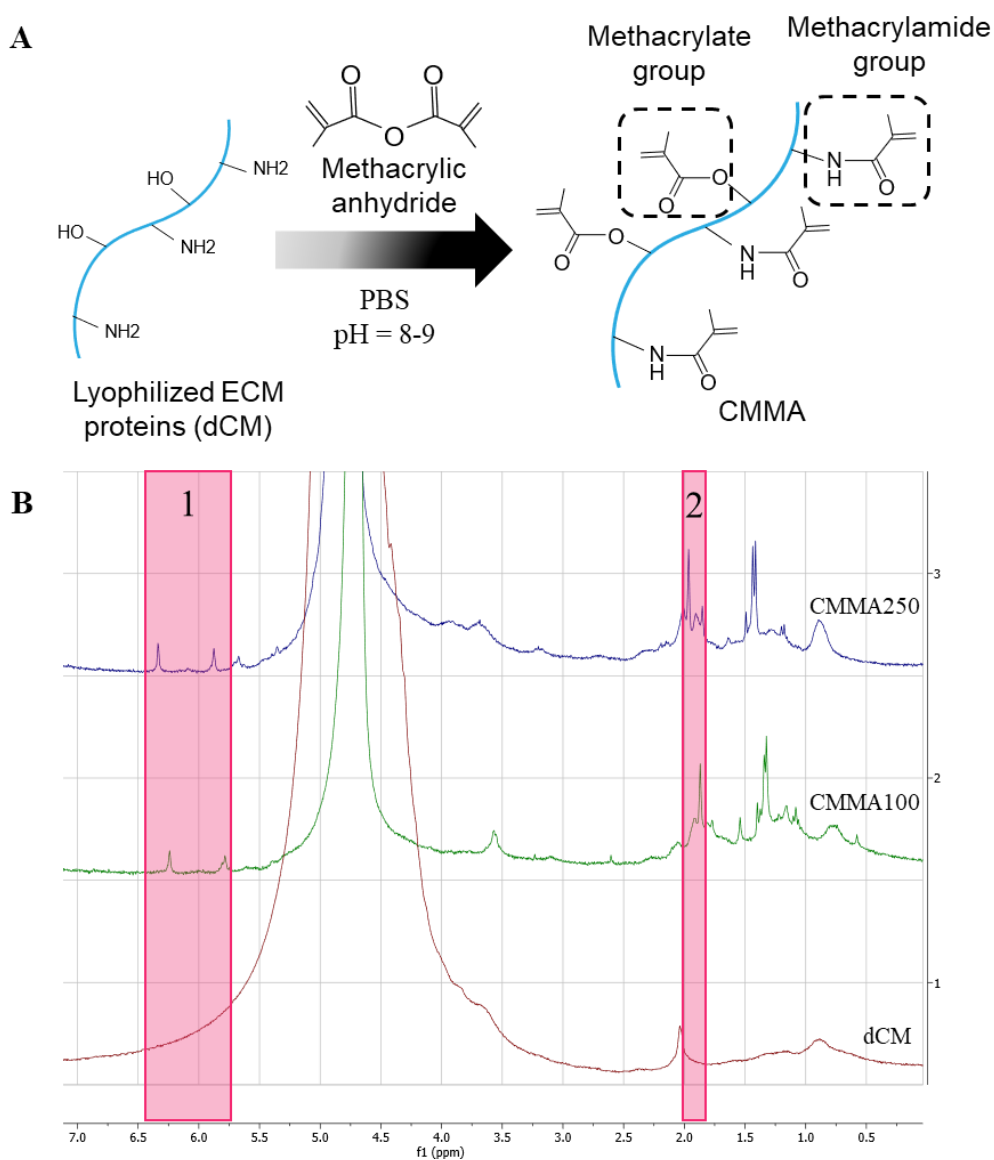 A
Methacrylate
group
Methacrylamide
group
O
O
O
Methacrylic
anhydride
PBS
pH = 8-9
NH2
HO
HO
NH2
NH2
Lyophilized ECM
proteins (dCM)
O
O
N
H
O
O
O
N
H
O
N
H
O
CMMA
B
1
2
3
CMMA250
2
CMMA100
1
dCM
7.0 6.5 6.0 5.5 5.0 4.5 4.0 3.5 3.0 2.5 2.0 1.5 1.0 0.5
f1 (ppm)